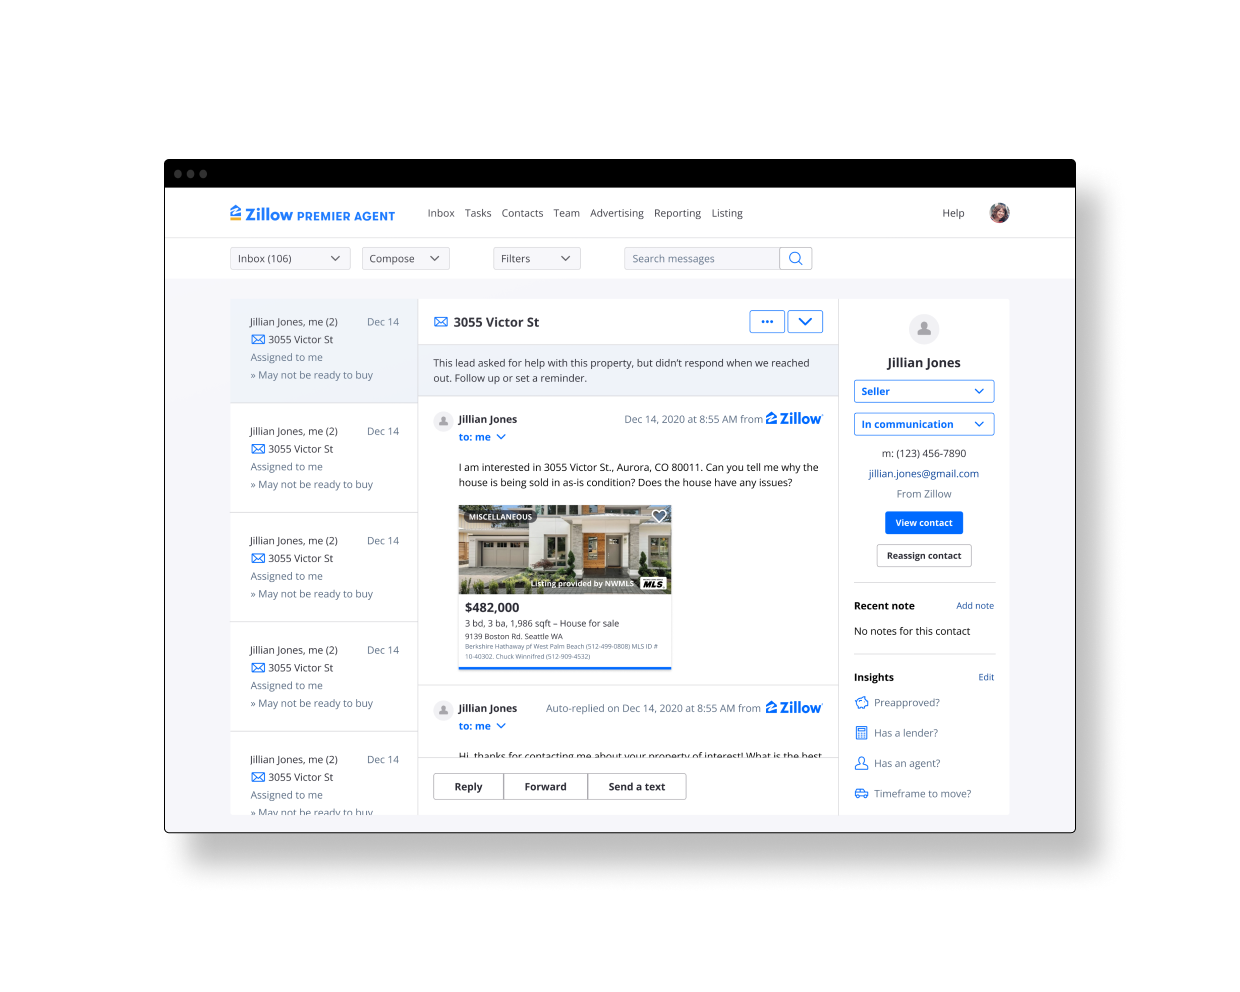 Zillow PREMIER AGENT
Inbox Tasks Contacts Team Advertising Reporting Listing
Help
Inbox (106)
Compose
Filters
Search messages
Jillian Jones, me (2) Dec 14
3055 Victor St
Assigned to me
» May not be ready to buy
Jillian Jones, me (2) Dec 14
3055 Victor St
Assigned to me
» May not be ready to buy
Jillian Jones, me (2) Dec 14
3055 Victor St
Assigned to me
» May not be ready to buy
Jillian Jones, me (2) Dec 14
3055 Victor St
Assigned to me
» May not be ready to buy
Jillian Jones, me (2) Dec 14
3055 Victor St
Assigned to me
» May not be ready to buy
3055 Victor St
This lead asked for help with this property, but didn’t respond when we reached
out. Follow up or set a reminder.
Jillian Jones
Dec 14, 2020 at 8:55 AM from Zillow
to: me
I am interested in 3055 Victor St., Aurora, CO 80011. Can you tell me why the
house is being sold in as-is condition? Does the house have any issues?
MISCELLANEOUS
Listing provided by NWMLS
MLS
$482,000
3 bd, 3 ba, 1,986 sqft – House for sale
9139 Boston Rd. Seattle WA
Berkshire Hathaway pf West Palm Beach (512-499-0808) MLS ID #
10-40302. Chuck Winnifred (512-909-4532)
Jillian Jones
Auto-replied on Dec 14, 2020 at 8:55 AM from Zillow
to: me
Hi, thanks for contacting me about your property of interest! What is the best
Reply
Forward
Send a text
Jillian Jones
Seller
In communication
m: (123) 456-7890
jillian.jones@gmail.com
From Zillow
View contact
Reassign contact
Recent note Add note
No notes for this contact
Insights Edit
Preapproved?
Has a lender?
Has an agent?
Timeframe to move?